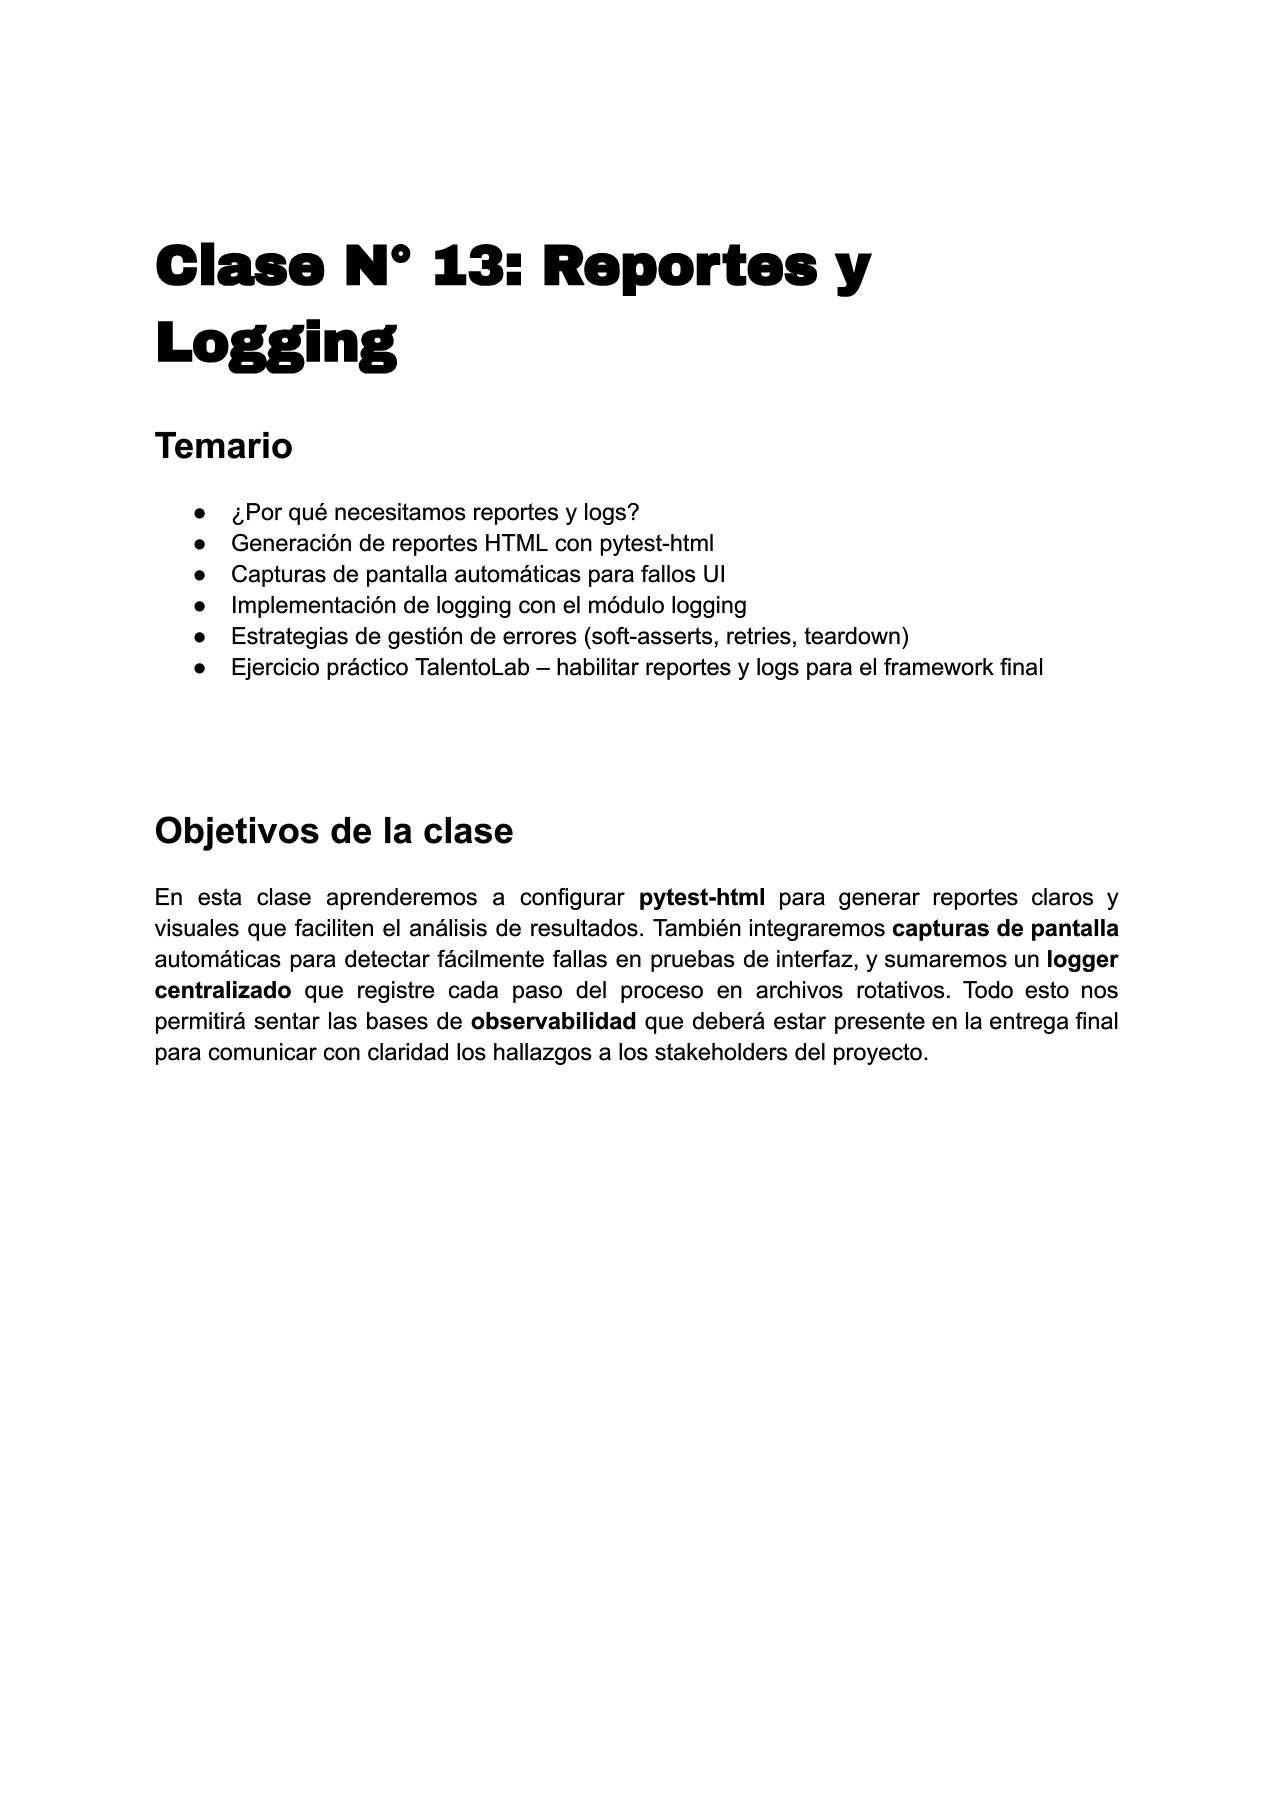 Clase N° 13: Reportes y
Logging
Temario
● ¿Por qué necesitamos reportes y logs?
● Generación de reportes HTML con pytest-html
● Capturas de pantalla automáticas para fallos UI
● Implementación de logging con el módulo logging
● Estrategias de gestión de errores (soft-asserts, retries, teardown)
● Ejercicio práctico TalentoLab – habilitar reportes y logs para el framework final
Objetivos de la clase
En esta clase aprenderemos a configurar pytest-html para generar reportes claros y
visuales que faciliten el análisis de resultados. También integraremos capturas de pantalla
automáticas para detectar fácilmente fallas en pruebas de interfaz, y sumaremos un logger
centralizado que registre cada paso del proceso en archivos rotativos. Todo esto nos
permitirá sentar las bases de observabilidad que deberá estar presente en la entrega final
para comunicar con claridad los hallazgos a los stakeholders del proyecto.